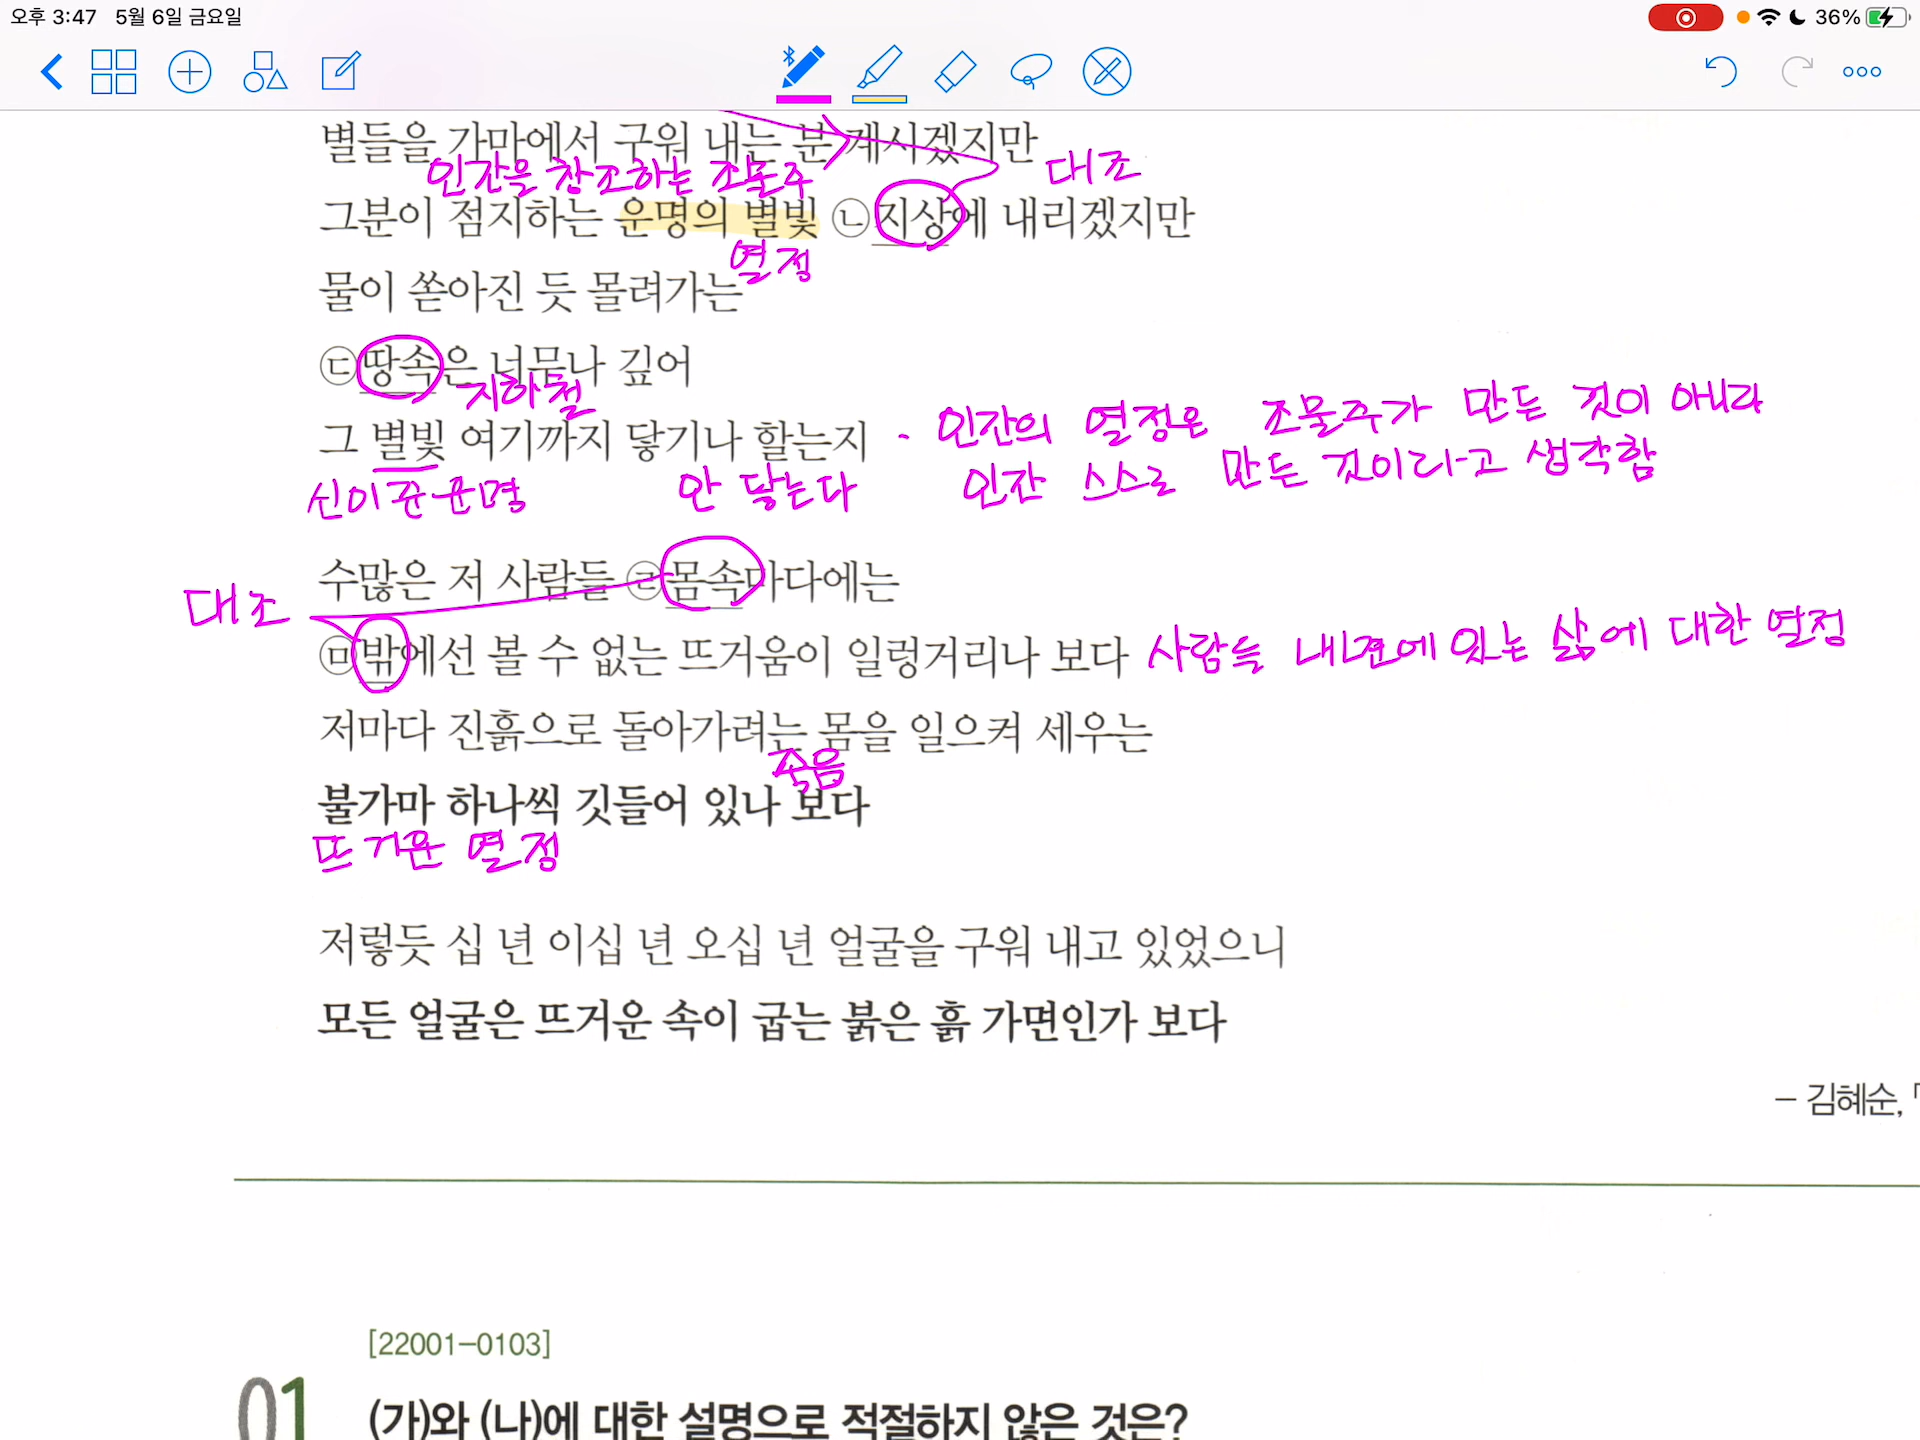 오후 3:47 5월 6일 금요일
36%
별들을 가마에서 구워 내는 분 계시겠지만
인간을 창조하는 조물주
대조
그분이 점지하는 운명의 별빛 ㉡지상에 내리겠지만
열정
물이 쏟아진 듯 몰려가는
㉢땅속은 너무나 깊어
지하철
그 별빛 여기까지 닿기나 할는지
- 인간의 열정은 조물주가 만든 것이 아니라
신이 준 운명
안 닿는다
인간 스스로 만든 것이라고 생각함
수많은 저 사람들 ㉣몸속마다에는
대조
㉤밖에선 볼 수 없는 뜨거움이 일렁거리나 보다
사람들 내면에 있는 삶에 대한 열정
저마다 진흙으로 돌아가려는 몸을 일으켜 세우는
죽음
불가마 하나씩 깃들어 있나 보다
뜨거운 열정
저렇듯 십 년 이십 년 오십 년 얼굴을 구워 내고 있었으니
모든 얼굴은 뜨거운 속이 굽는 붉은 흙 가면인가 보다
- 김혜순, 「
[22001-0103]
01
(가)와 (나)에 대한 설명으로 적절하지 않은 것은?